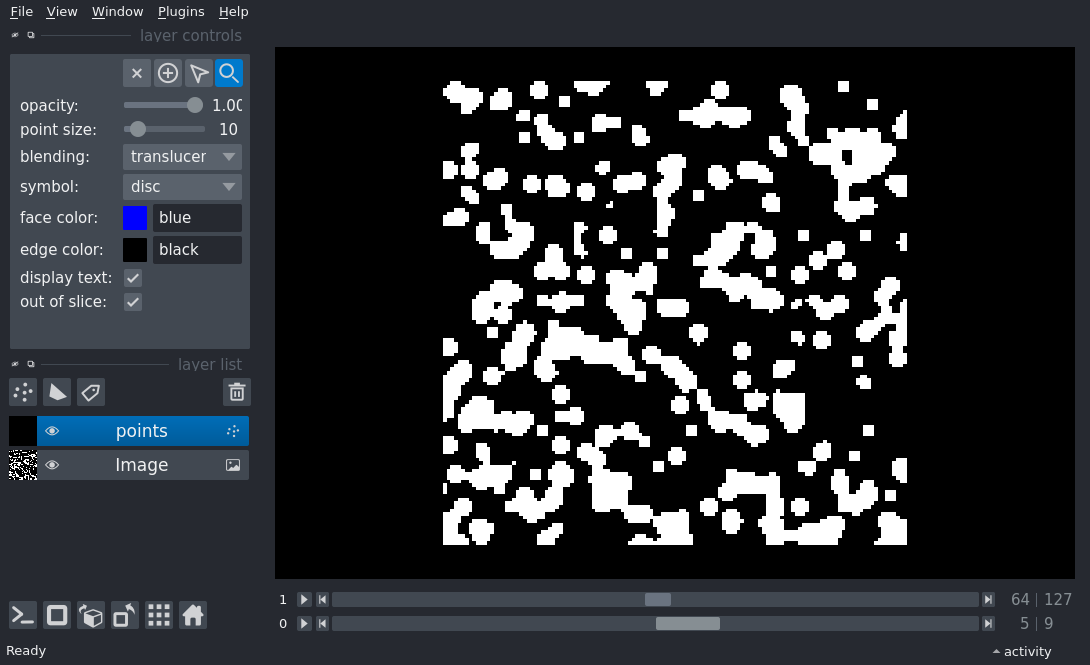 File View Window Plugins Help
layer controls
opacity: 1.00
point size: 10
blending: translucer
symbol: disc
face color: blue
edge color: black
display text:
out of slice:
layer list
points
Image
1 64 | 127
0 5 | 9
Ready activity